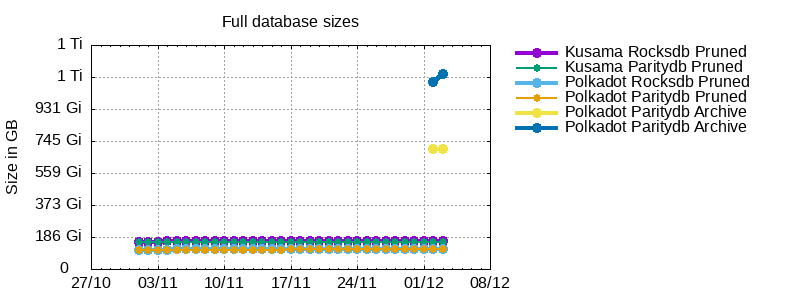 Full database sizes
1 Ti
1 Ti
931 Gi
745 Gi
559 Gi
373 Gi
186 Gi
0
Size in GB
27/10 03/11 10/11 17/11 24/11 01/12 08/12
Kusama Rocksdb Pruned
Kusama Paritydb Pruned
Polkadot Rocksdb Pruned
Polkadot Paritydb Pruned
Polkadot Paritydb Archive
Polkadot Paritydb Archive